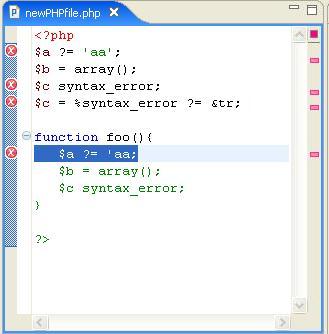 newPHPfile.php
<?php
$a ?= 'aa';
$b = array();
$c syntax_error;
$c = %syntax_error ?= &tr;
function foo(){
$a ?= 'aa;
$b = array();
$c syntax_error;
}
?>